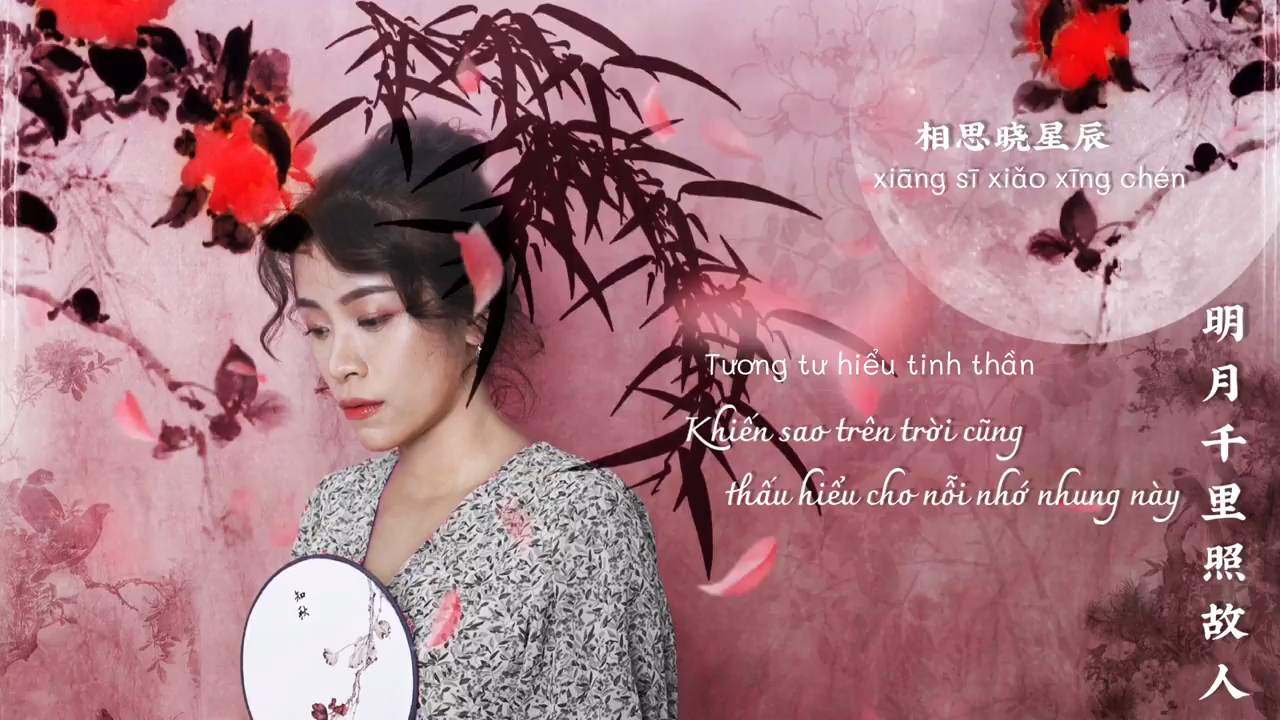 相思晓星辰
xiāng sī xiǎo xīng chén
Tương tư hiểu tinh thần
Khiến sao trên trời cũng
thấu hiểu cho nỗi nhớ nhung này
明月千里照故人
知秋